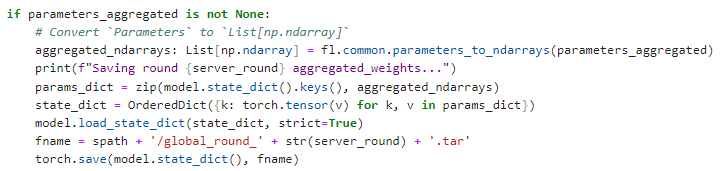 if parameters_aggregated is not None:
    # Convert `Parameters` to `List[np.ndarray]`
    aggregated_ndarrays: List[np.ndarray] = fl.common.parameters_to_ndarrays(parameters_aggregated)
    print(f"Saving round {server_round} aggregated_weights...")
    params_dict = zip(model.state_dict().keys(), aggregated_ndarrays)
    state_dict = OrderedDict({k: torch.tensor(v) for k, v in params_dict})
    model.load_state_dict(state_dict, strict=True)
    fname = spath + '/global_round_' + str(server_round) + '.tar'
    torch.save(model.state_dict(), fname)